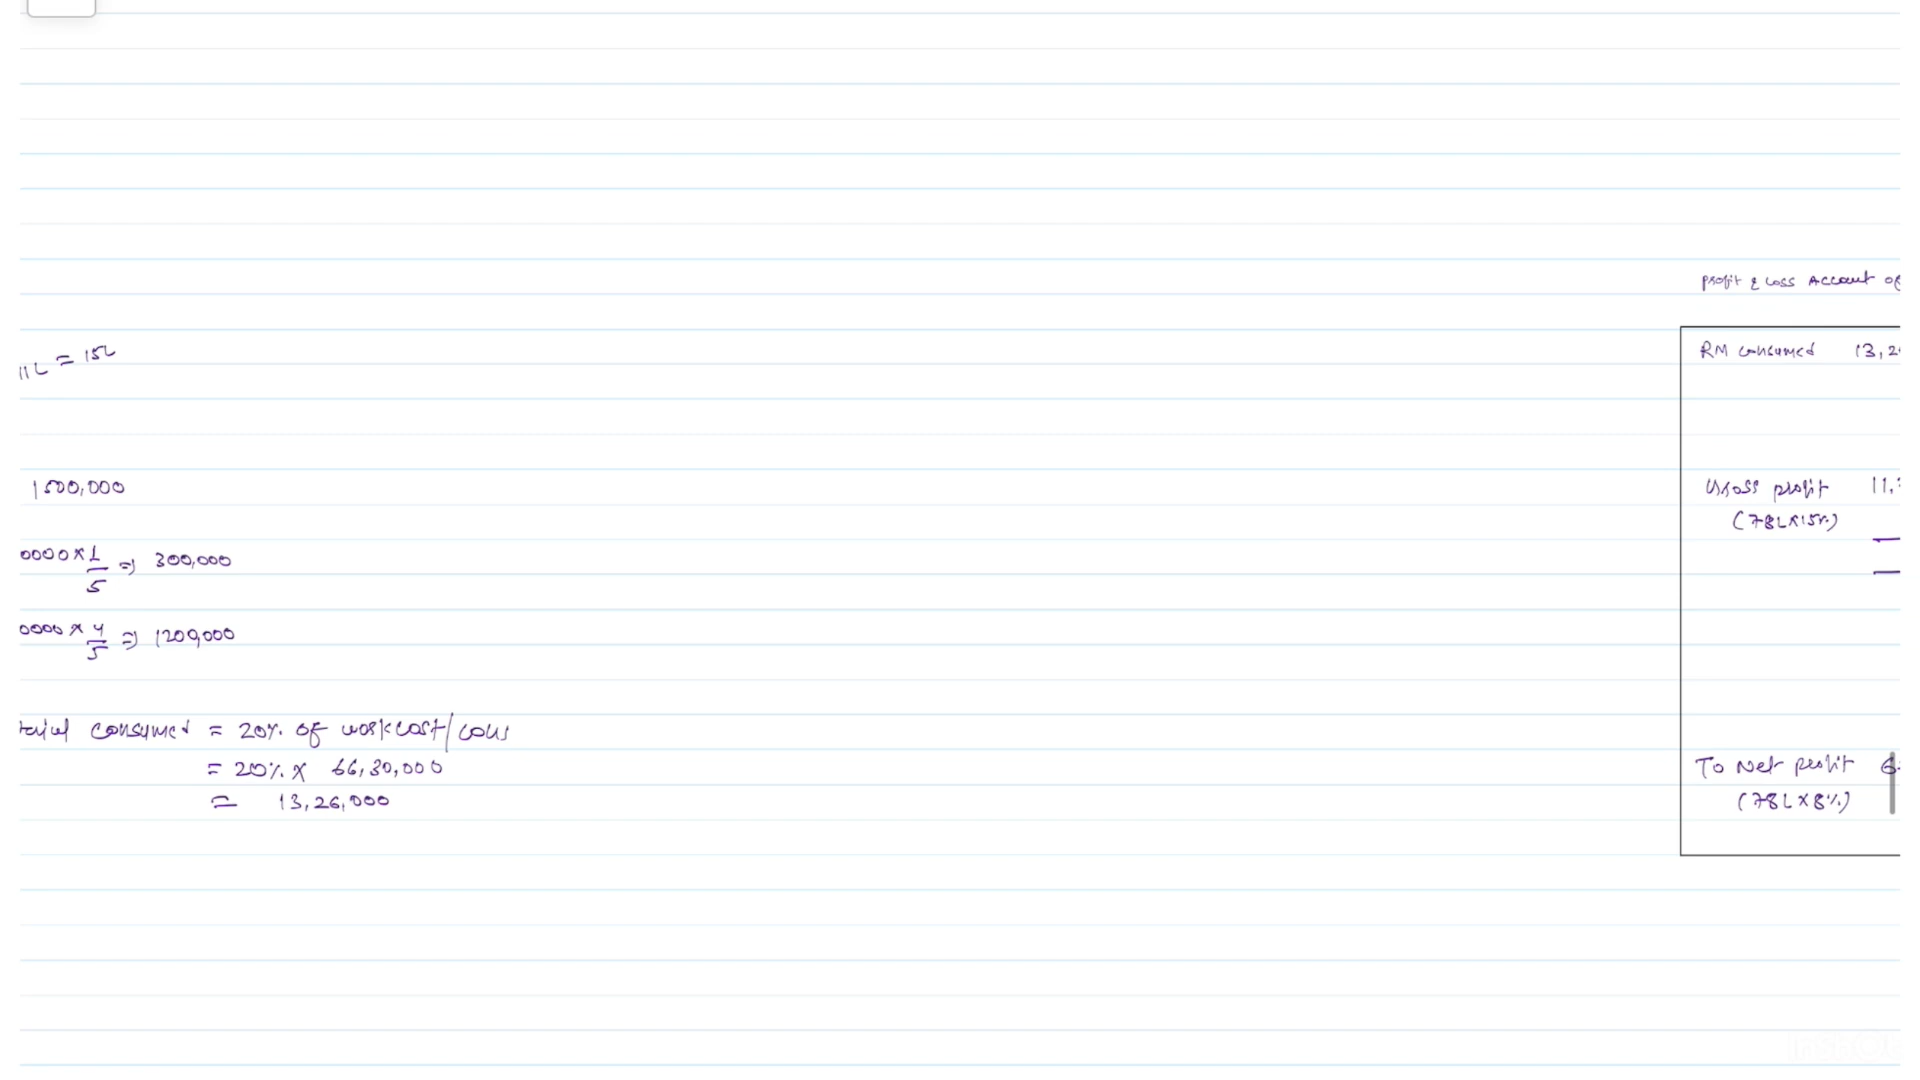 11L = 15L
1500,000
0000 x 1/5 => 300,000
0000 x 4/5 => 1200,000
terial consumed = 20% of work cost/cons
= 20% x 66,30,000
= 13,26,000
Profit & Loss Account of
RM consumed 13,2
Gross profit 11,
(78L x 15%)
To Net profit 6
(78L x 8%)